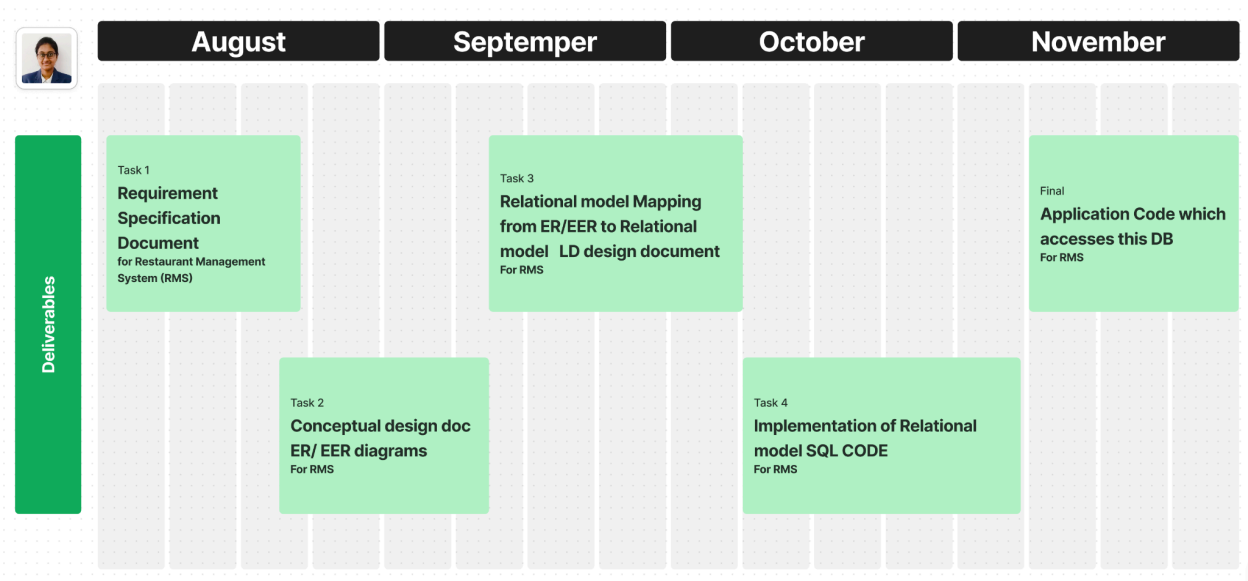 August
Septemper
October
November
Deliverables
Task 1
Requirement
Specification
Document
for Restaurant Management
System (RMS)
Task 2
Conceptual design doc
ER/ EER diagrams
For RMS
Task 3
Relational model Mapping
from ER/EER to Relational
model LD design document
For RMS
Task 4
Implementation of Relational
model SQL CODE
For RMS
Final
Application Code which
accesses this DB
For RMS